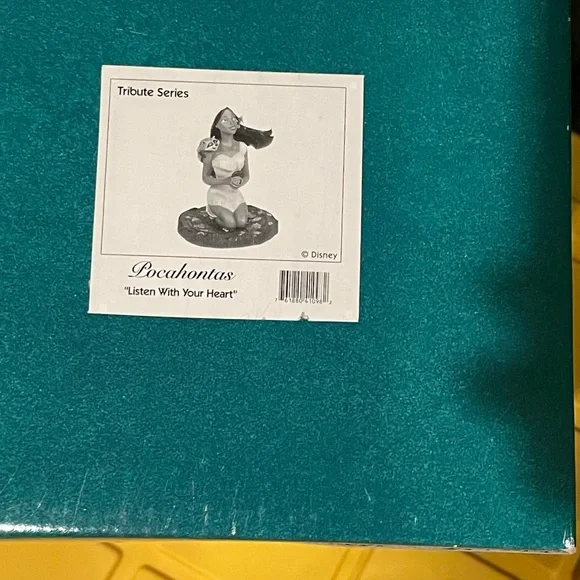 Tribute Series
© Disney
Pocahontas
"Listen With Your Heart"